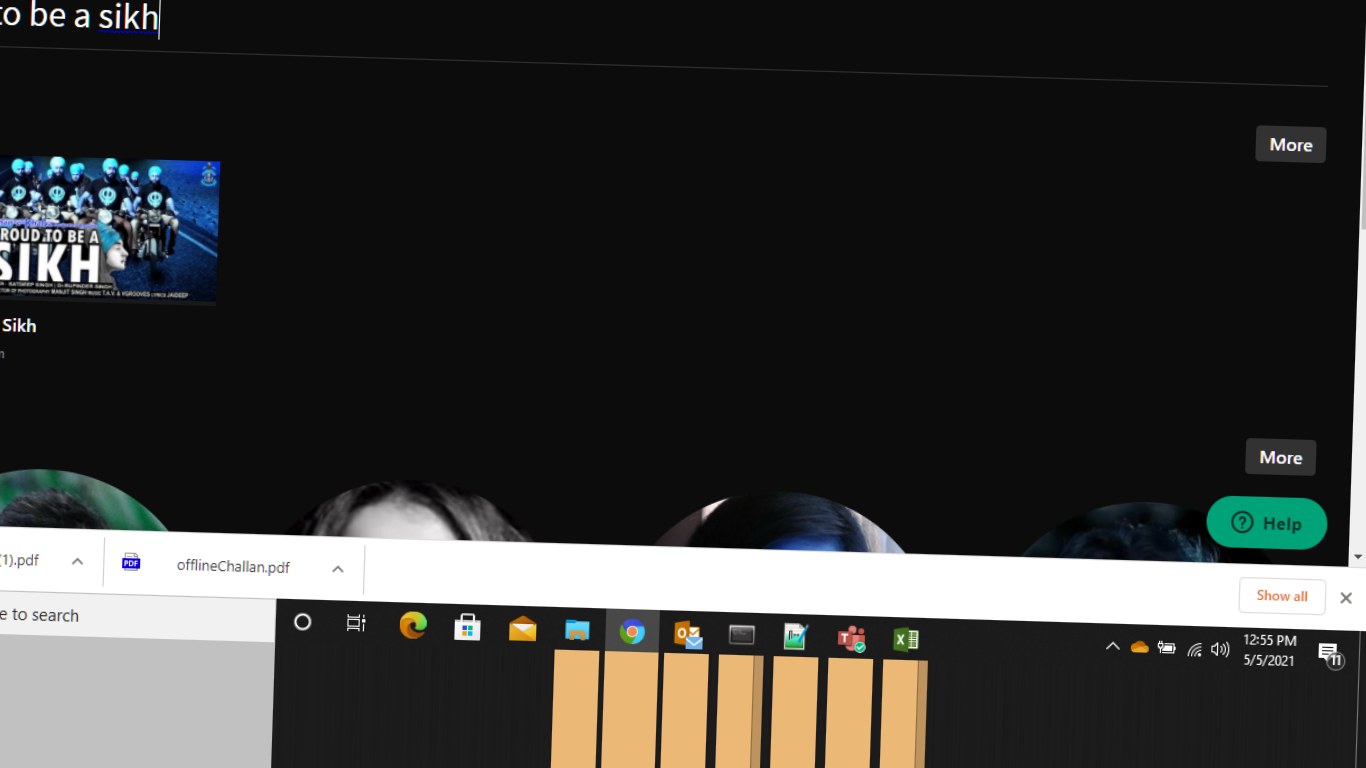 to be a sikh
More
ROUD TO BE A
SIKH
Sikh
More
Help
(1).pdf
PDF
offlineChallan.pdf
Show all
e to search
12:55 PM
5/5/2021
11